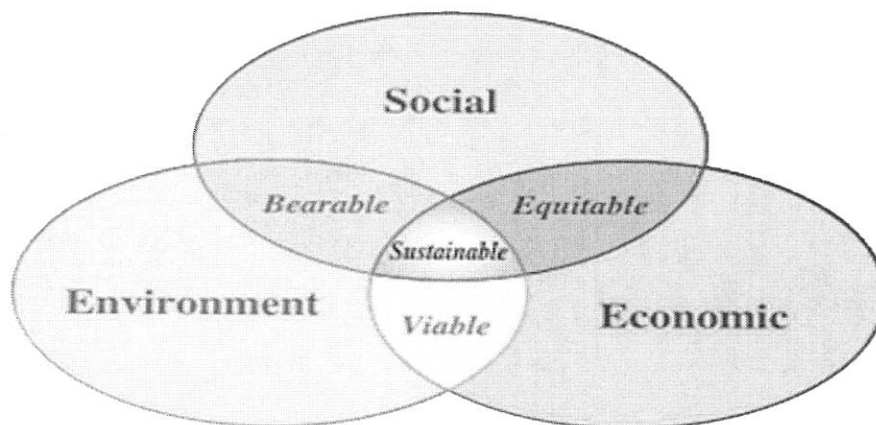 Social
Bearable
Equitable
Sustainable
Environment
Economic
Viable